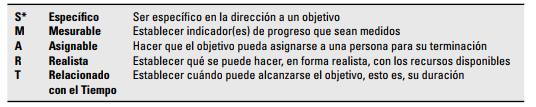 S* Específico Ser específico en la dirección a un objetivo
M Mesurable Establecer indicador(es) de progreso que sean medidos
A Asignable Hacer que el objetivo pueda asignarse a una persona para su terminación
R Realista Establecer qué se puede hacer, en forma realista, con los recursos disponibles
T Relacionado Establecer cuándo puede alcanzarse el objetivo, esto es, su duración
con el Tiempo